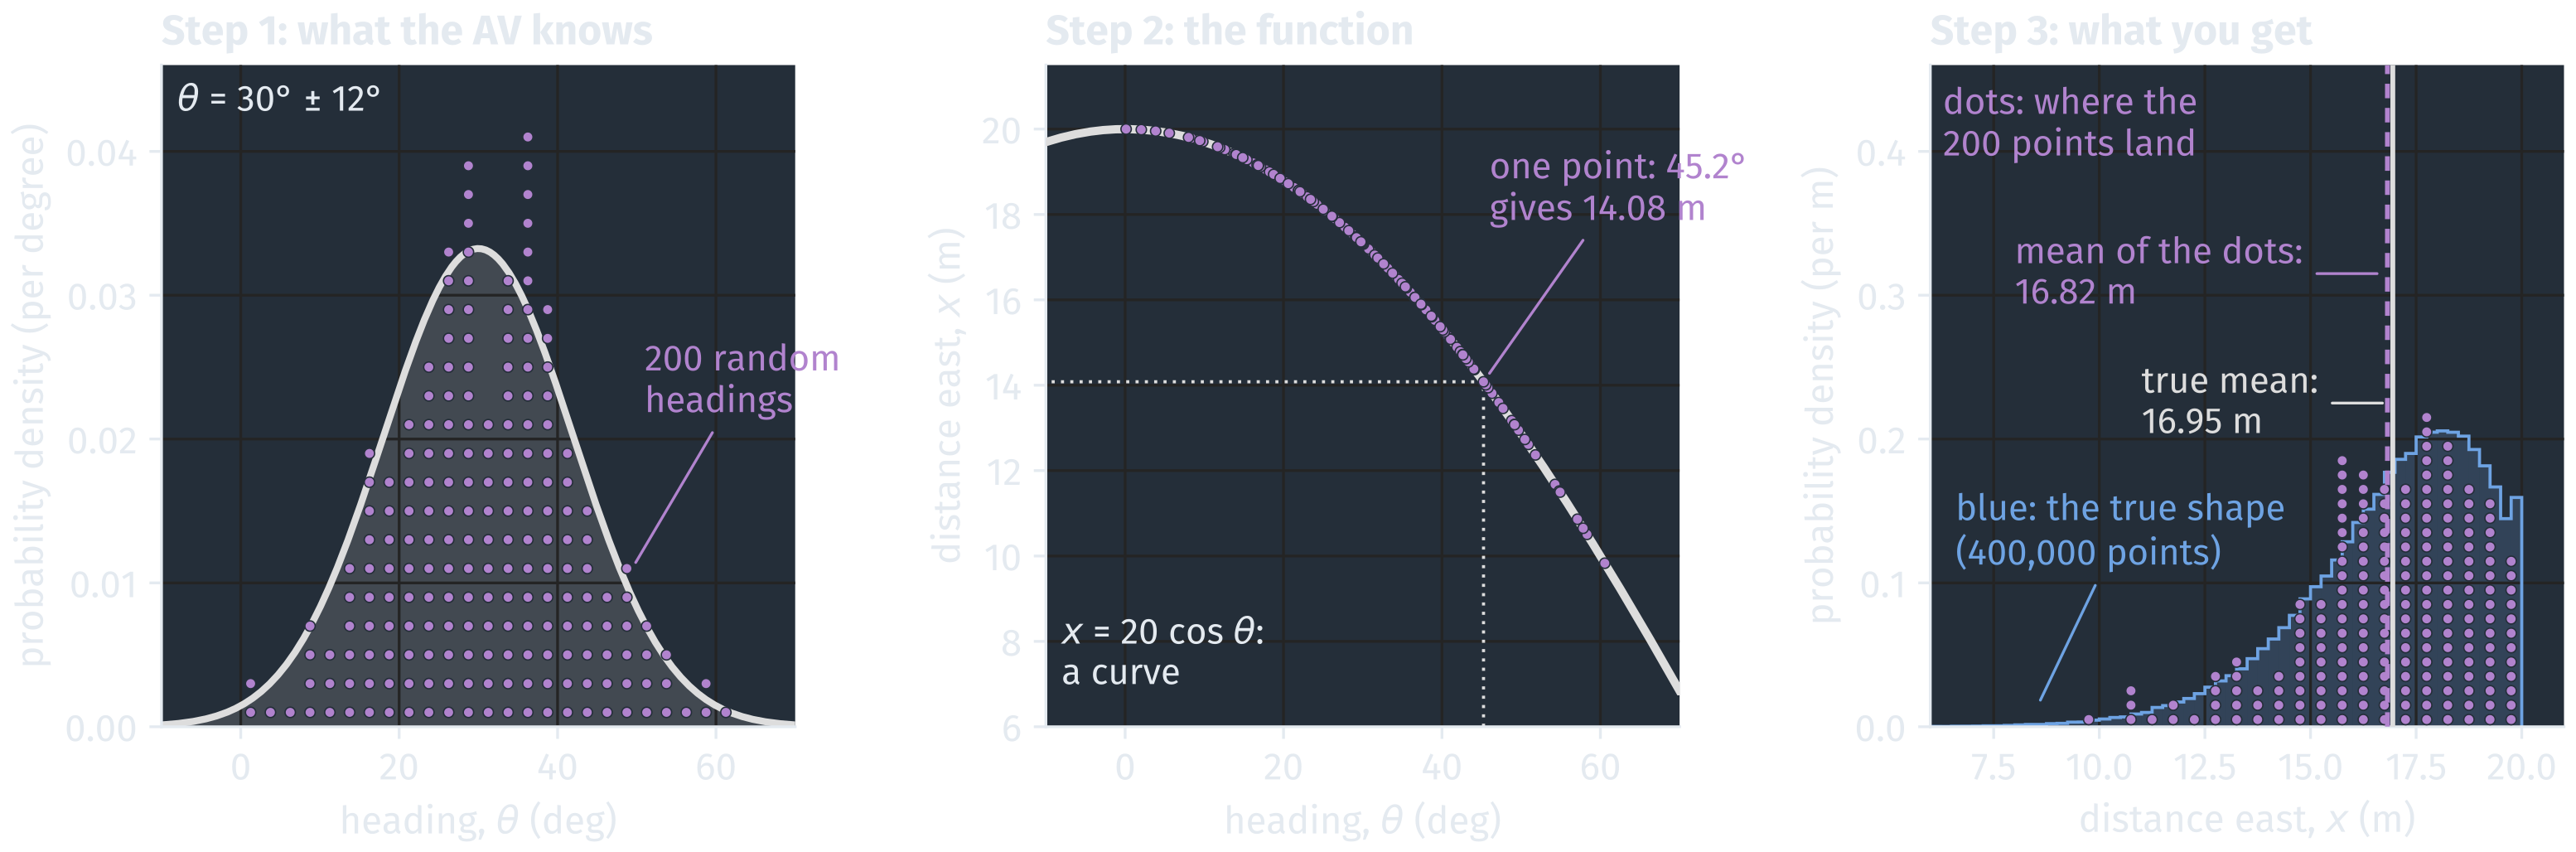 Step 1: what the AV knows
θ = 30° ± 12°
200 random
headings
probability density (per degree)
0.04
0.03
0.02
0.01
0.00
0
20
40
60
heading, θ (deg)
Step 2: the function
one point: 45.2°
gives 14.08 m
x = 20 cos θ:
a curve
distance east, x (m)
20
18
16
14
12
10
8
6
0
20
40
60
heading, θ (deg)
Step 3: what you get
dots: where the
200 points land
mean of the dots:
16.82 m
true mean:
16.95 m
blue: the true shape
(400,000 points)
probability density (per m)
0.4
0.3
0.2
0.1
0.0
7.5
10.0
12.5
15.0
17.5
20.0
distance east, x (m)